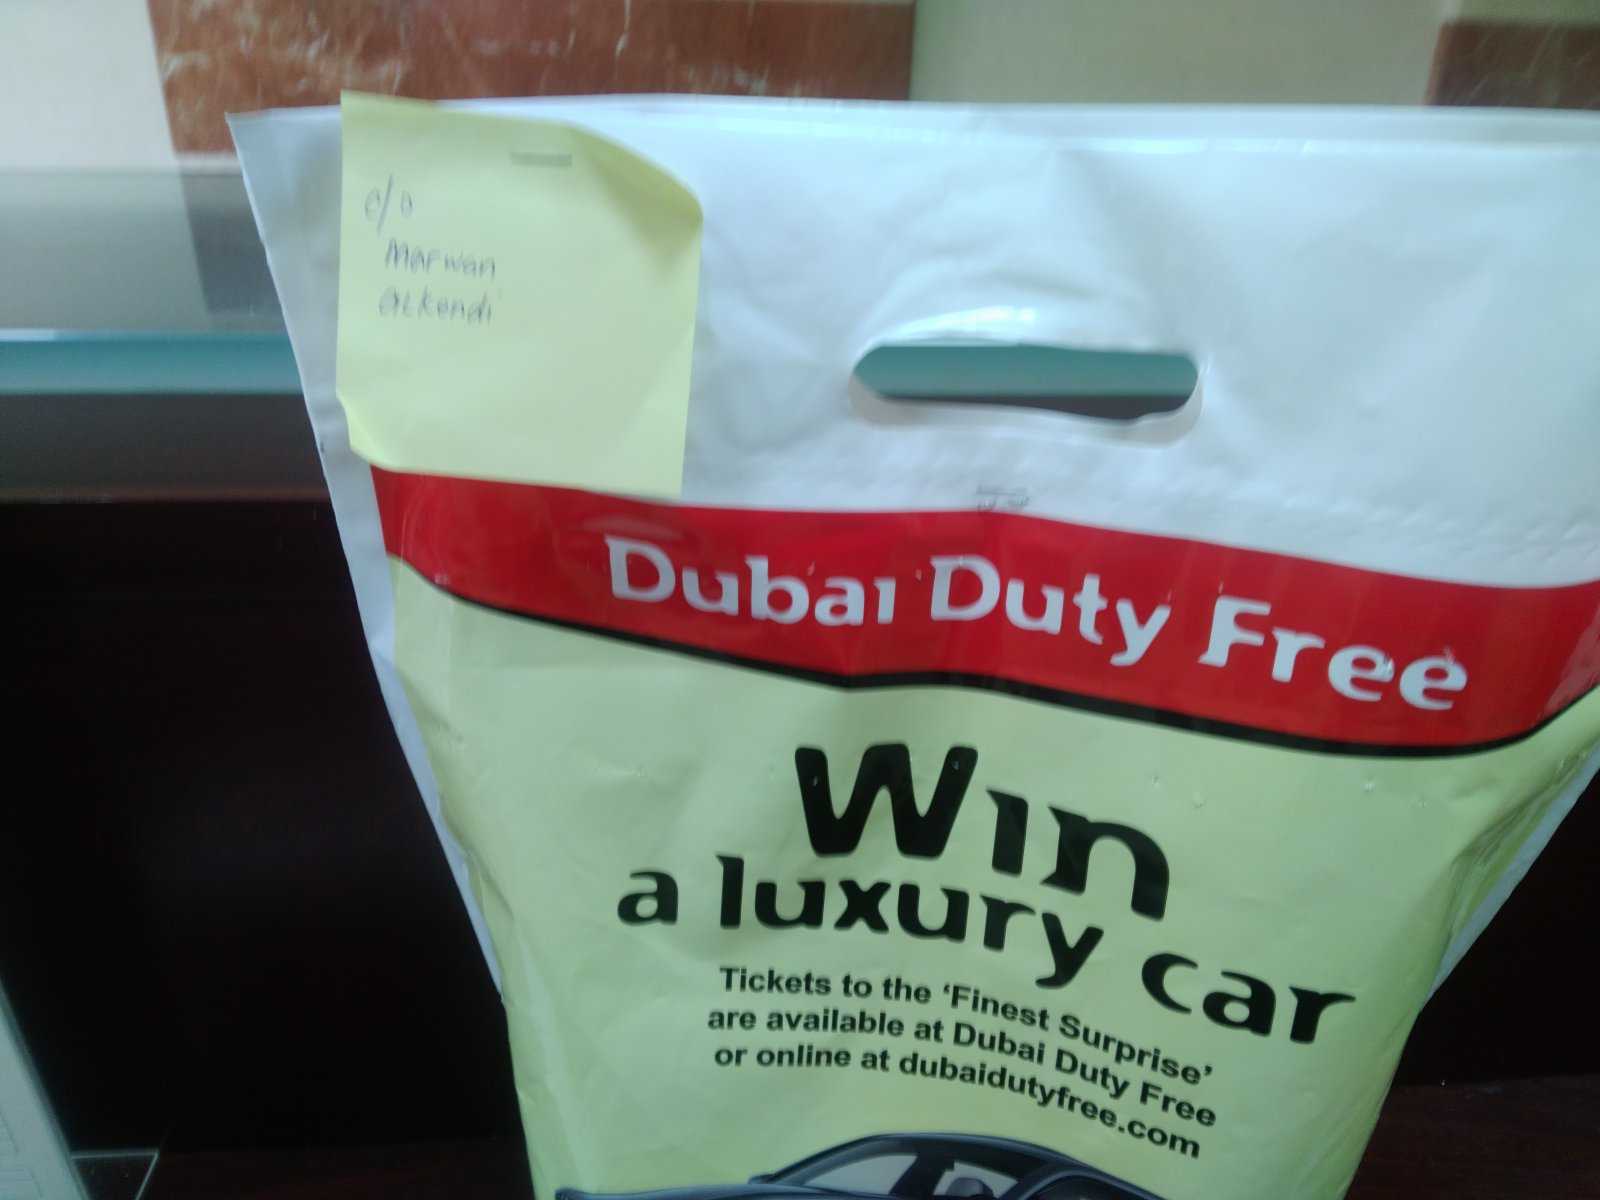 c/o
Marwan
alkendi
Dubai Duty Free
Win
a luxury car
Tickets to the ‘Finest Surprise’
are available at Dubai Duty Free
or online at dubaidutyfree.com